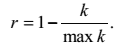 r = 1 − k / max k.